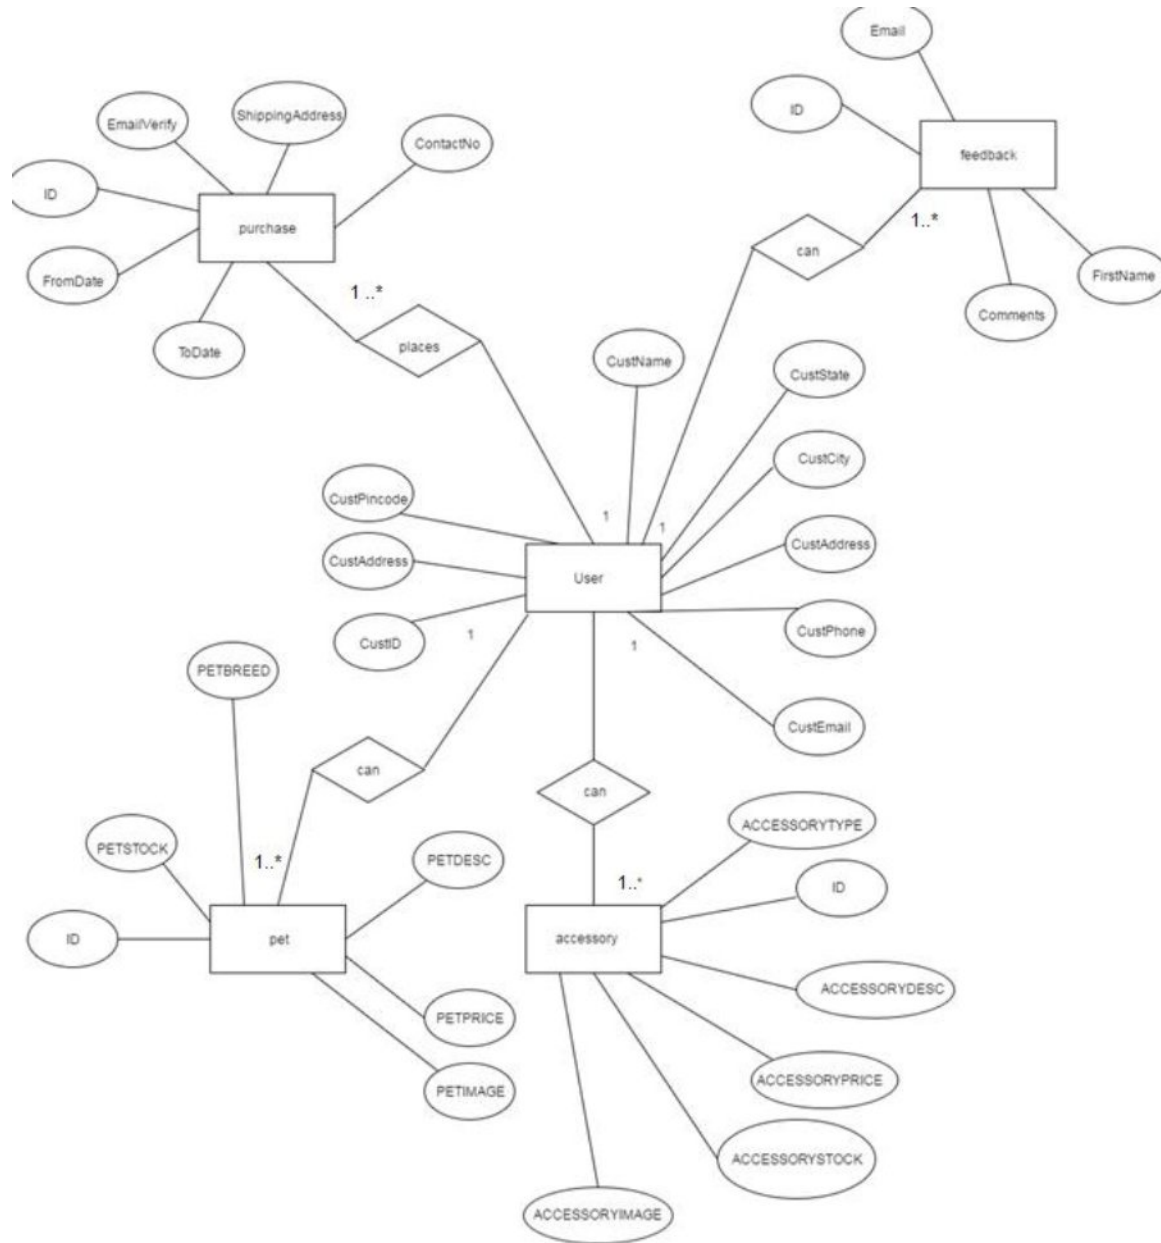 Email
ShippingAddress
EmailVerify
ID
ContactNo
feedback
ID
purchase
1..*
can
FirstName
FromDate
1 ..*
Comments
places
ToDate
CustName
CustState
CustCity
CustPincode
1
1
CustAddress
CustAddress
User
CustID
1
1
CustPhone
PETBREED
CustEmail
can
can
ACCESSORYTYPE
PETSTOCK
1..*
PETDESC
1..*
ID
ID
pet
accessory
ACCESSORYDESC
PETPRICE
ACCESSORYPRICE
PETIMAGE
ACCESSORYSTOCK
ACCESSORYIMAGE